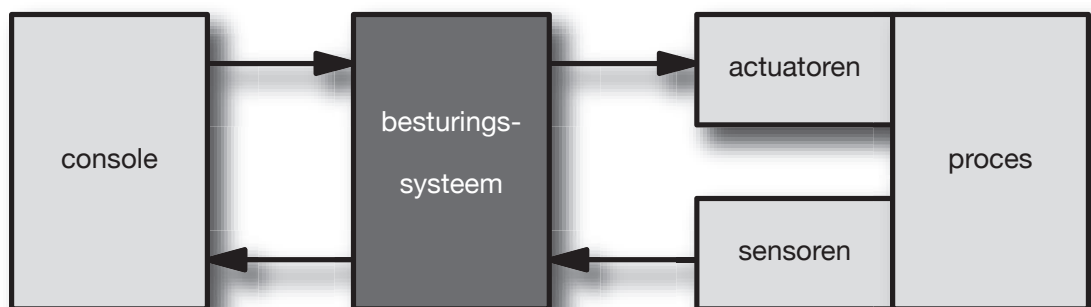 console
besturings-
systeem
actuatoren
sensoren
proces